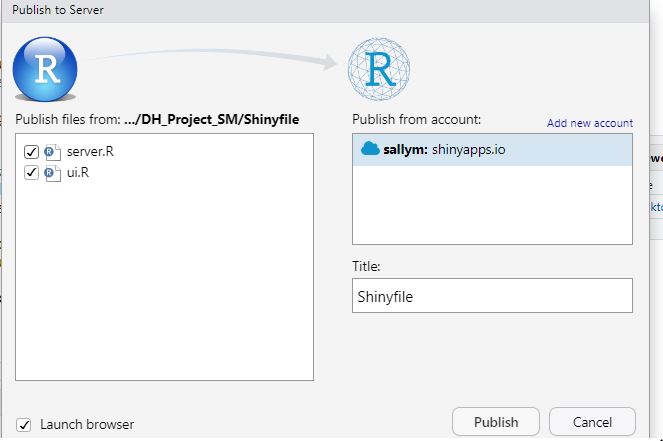 Publish to Server
R
R
Publish files from: .../DH_Project_SM/Shinyfile
Publish from account:
Add new account
server.R
ui.R
sallym: shinyapps.io
Title:
Shinyfile
Launch browser
Publish
Cancel